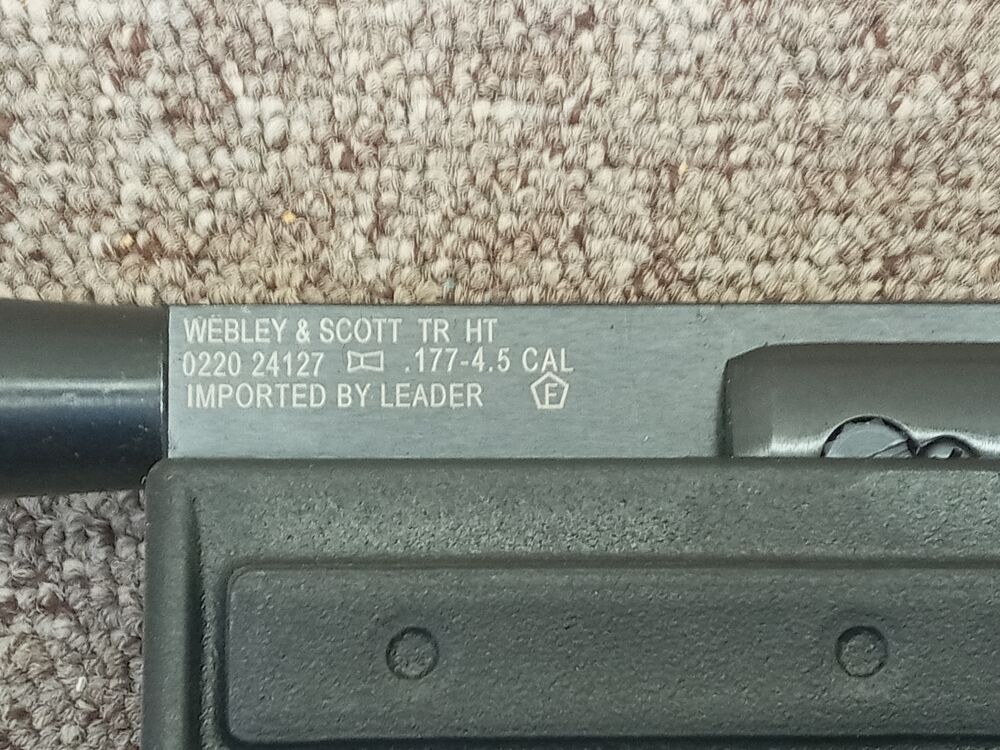 WEBLEY & SCOTT TR HT
0220 24127 .177-4.5 CAL
IMPORTED BY LEADER F